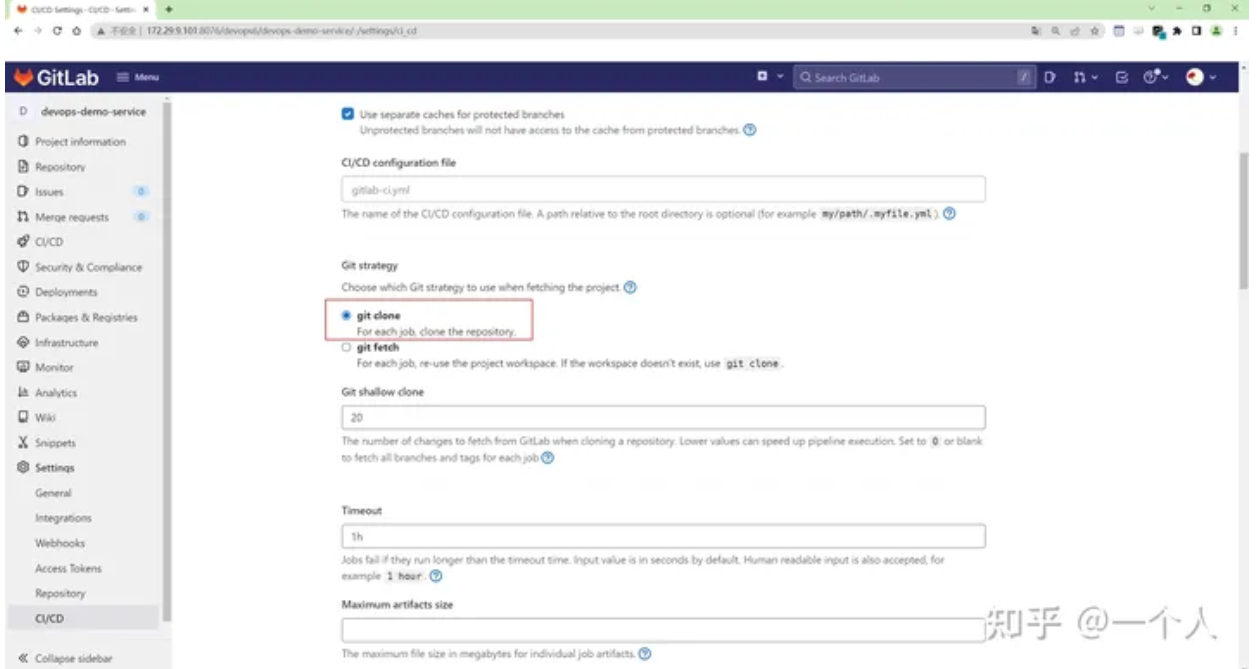 CI/CD Settings · CI/CD · Settin
不安全 | 172.29.9.101:8076/devopsvi/devops-demo-service/-/settings/ci_cd
GitLab
Menu
Search GitLab
/
D devops-demo-service
Project information
Repository
Issues 0
Merge requests 0
CI/CD
Security & Compliance
Deployments
Packages & Registries
Infrastructure
Monitor
Analytics
Wiki
Snippets
Settings
General
Integrations
Webhooks
Access Tokens
Repository
CI/CD
Collapse sidebar
Use separate caches for protected branches
Unprotected branches will not have access to the cache from protected branches.
CI/CD configuration file
.gitlab-ci.yml
The name of the CI/CD configuration file. A path relative to the root directory is optional (for example my/path/.myfile.yml).
Git strategy
Choose which Git strategy to use when fetching the project.
git clone
For each job, clone the repository.
git fetch
For each job, re-use the project workspace. If the workspace doesn't exist, use git clone.
Git shallow clone
20
The number of changes to fetch from GitLab when cloning a repository. Lower values can speed up pipeline execution. Set to 0 or blank
to fetch all branches and tags for each job
Timeout
1h
Jobs fail if they run longer than the timeout time. Input value is in seconds by default. Human readable input is also accepted, for
example 1 hour.
Maximum artifacts size
The maximum file size in megabytes for individual job artifacts.
知乎 @一个人